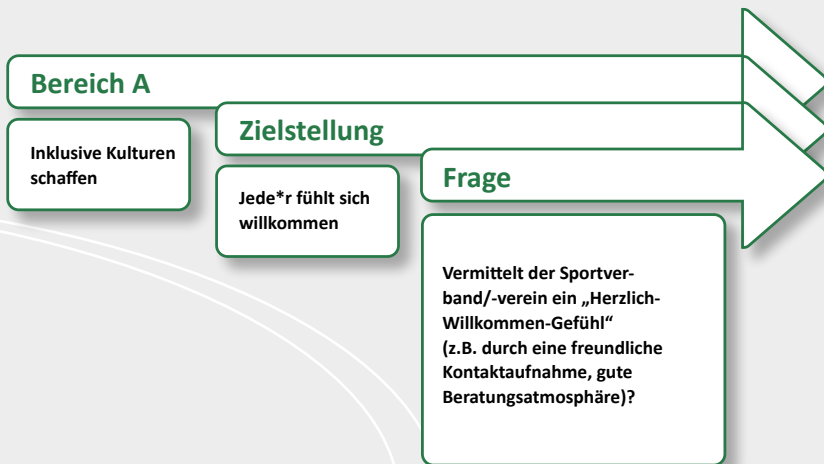 Bereich A
Inklusive Kulturen
schaffen
Zielstellung
Jede*r fühlt sich
willkommen
Frage
Vermittelt der Sportver-
band/-verein ein „Herzlich-
Willkommen-Gefühl“
(z.B. durch eine freundliche
Kontaktaufnahme, gute
Beratungsatmosphäre)?